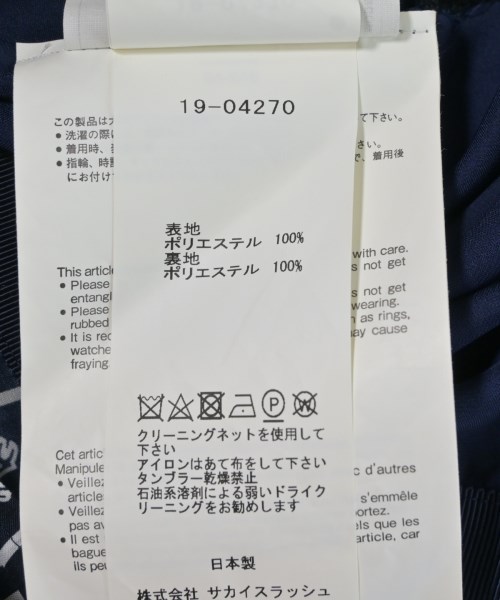 19-04270
この製品は
て下さい。
● 洗濯の際
● 着用時、
さい。
● 指輪、時
で、着用後
にお付け
表地
ポリエステル 100%
裏地
ポリエステル 100%
This article
with care.
● Please
s not get
entangle
● Please
s not get
rubbed
wearing.
● It is rec
as rings,
watche
ay cause
fraying.
クリーニングネットを使用して
下さい
アイロンはあて布をして下さい
タンブラー乾燥禁止
石油系溶剤による弱いドライク
リーニングをお勧めします
Cet articl
Manipule
d'autres
● Veillez
article
s'emmêle
● Veillez
portez.
pas av
● Il est
els que les
bague
article, car
ils peu
日本製
株式会社 サカイスラッシュ